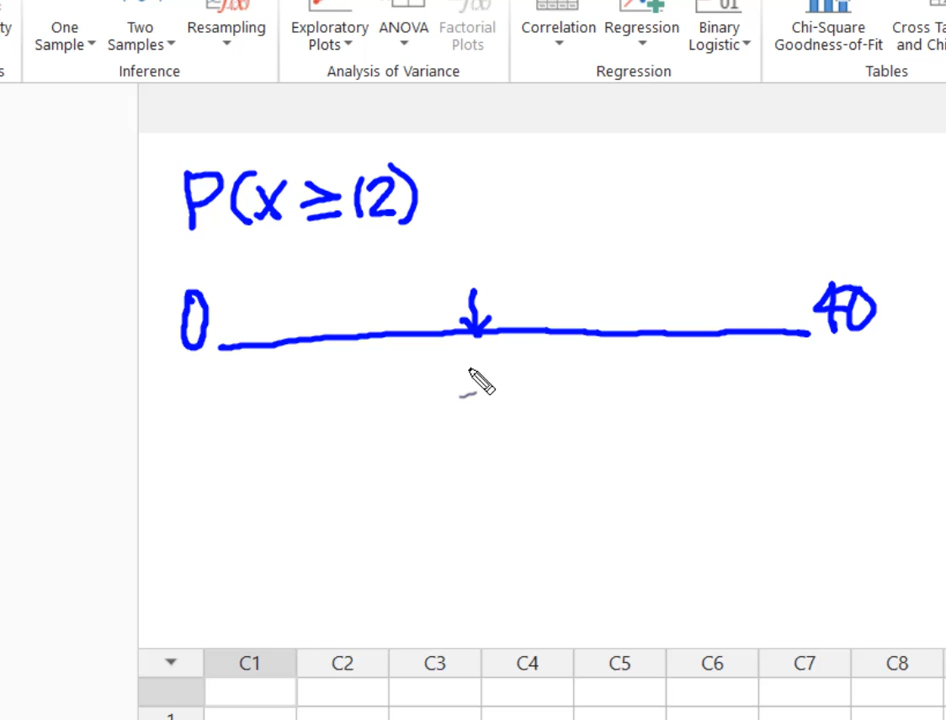 One Sample Two Samples Resampling Exploratory Plots ANOVA Factorial Plots Correlation Regression Binary Logistic Chi-Square Goodness-of-Fit
Inference Analysis of Variance Regression Tables
P(X ≥ 12)
0 40
C1 C2 C3 C4 C5 C6 C7 C8
1